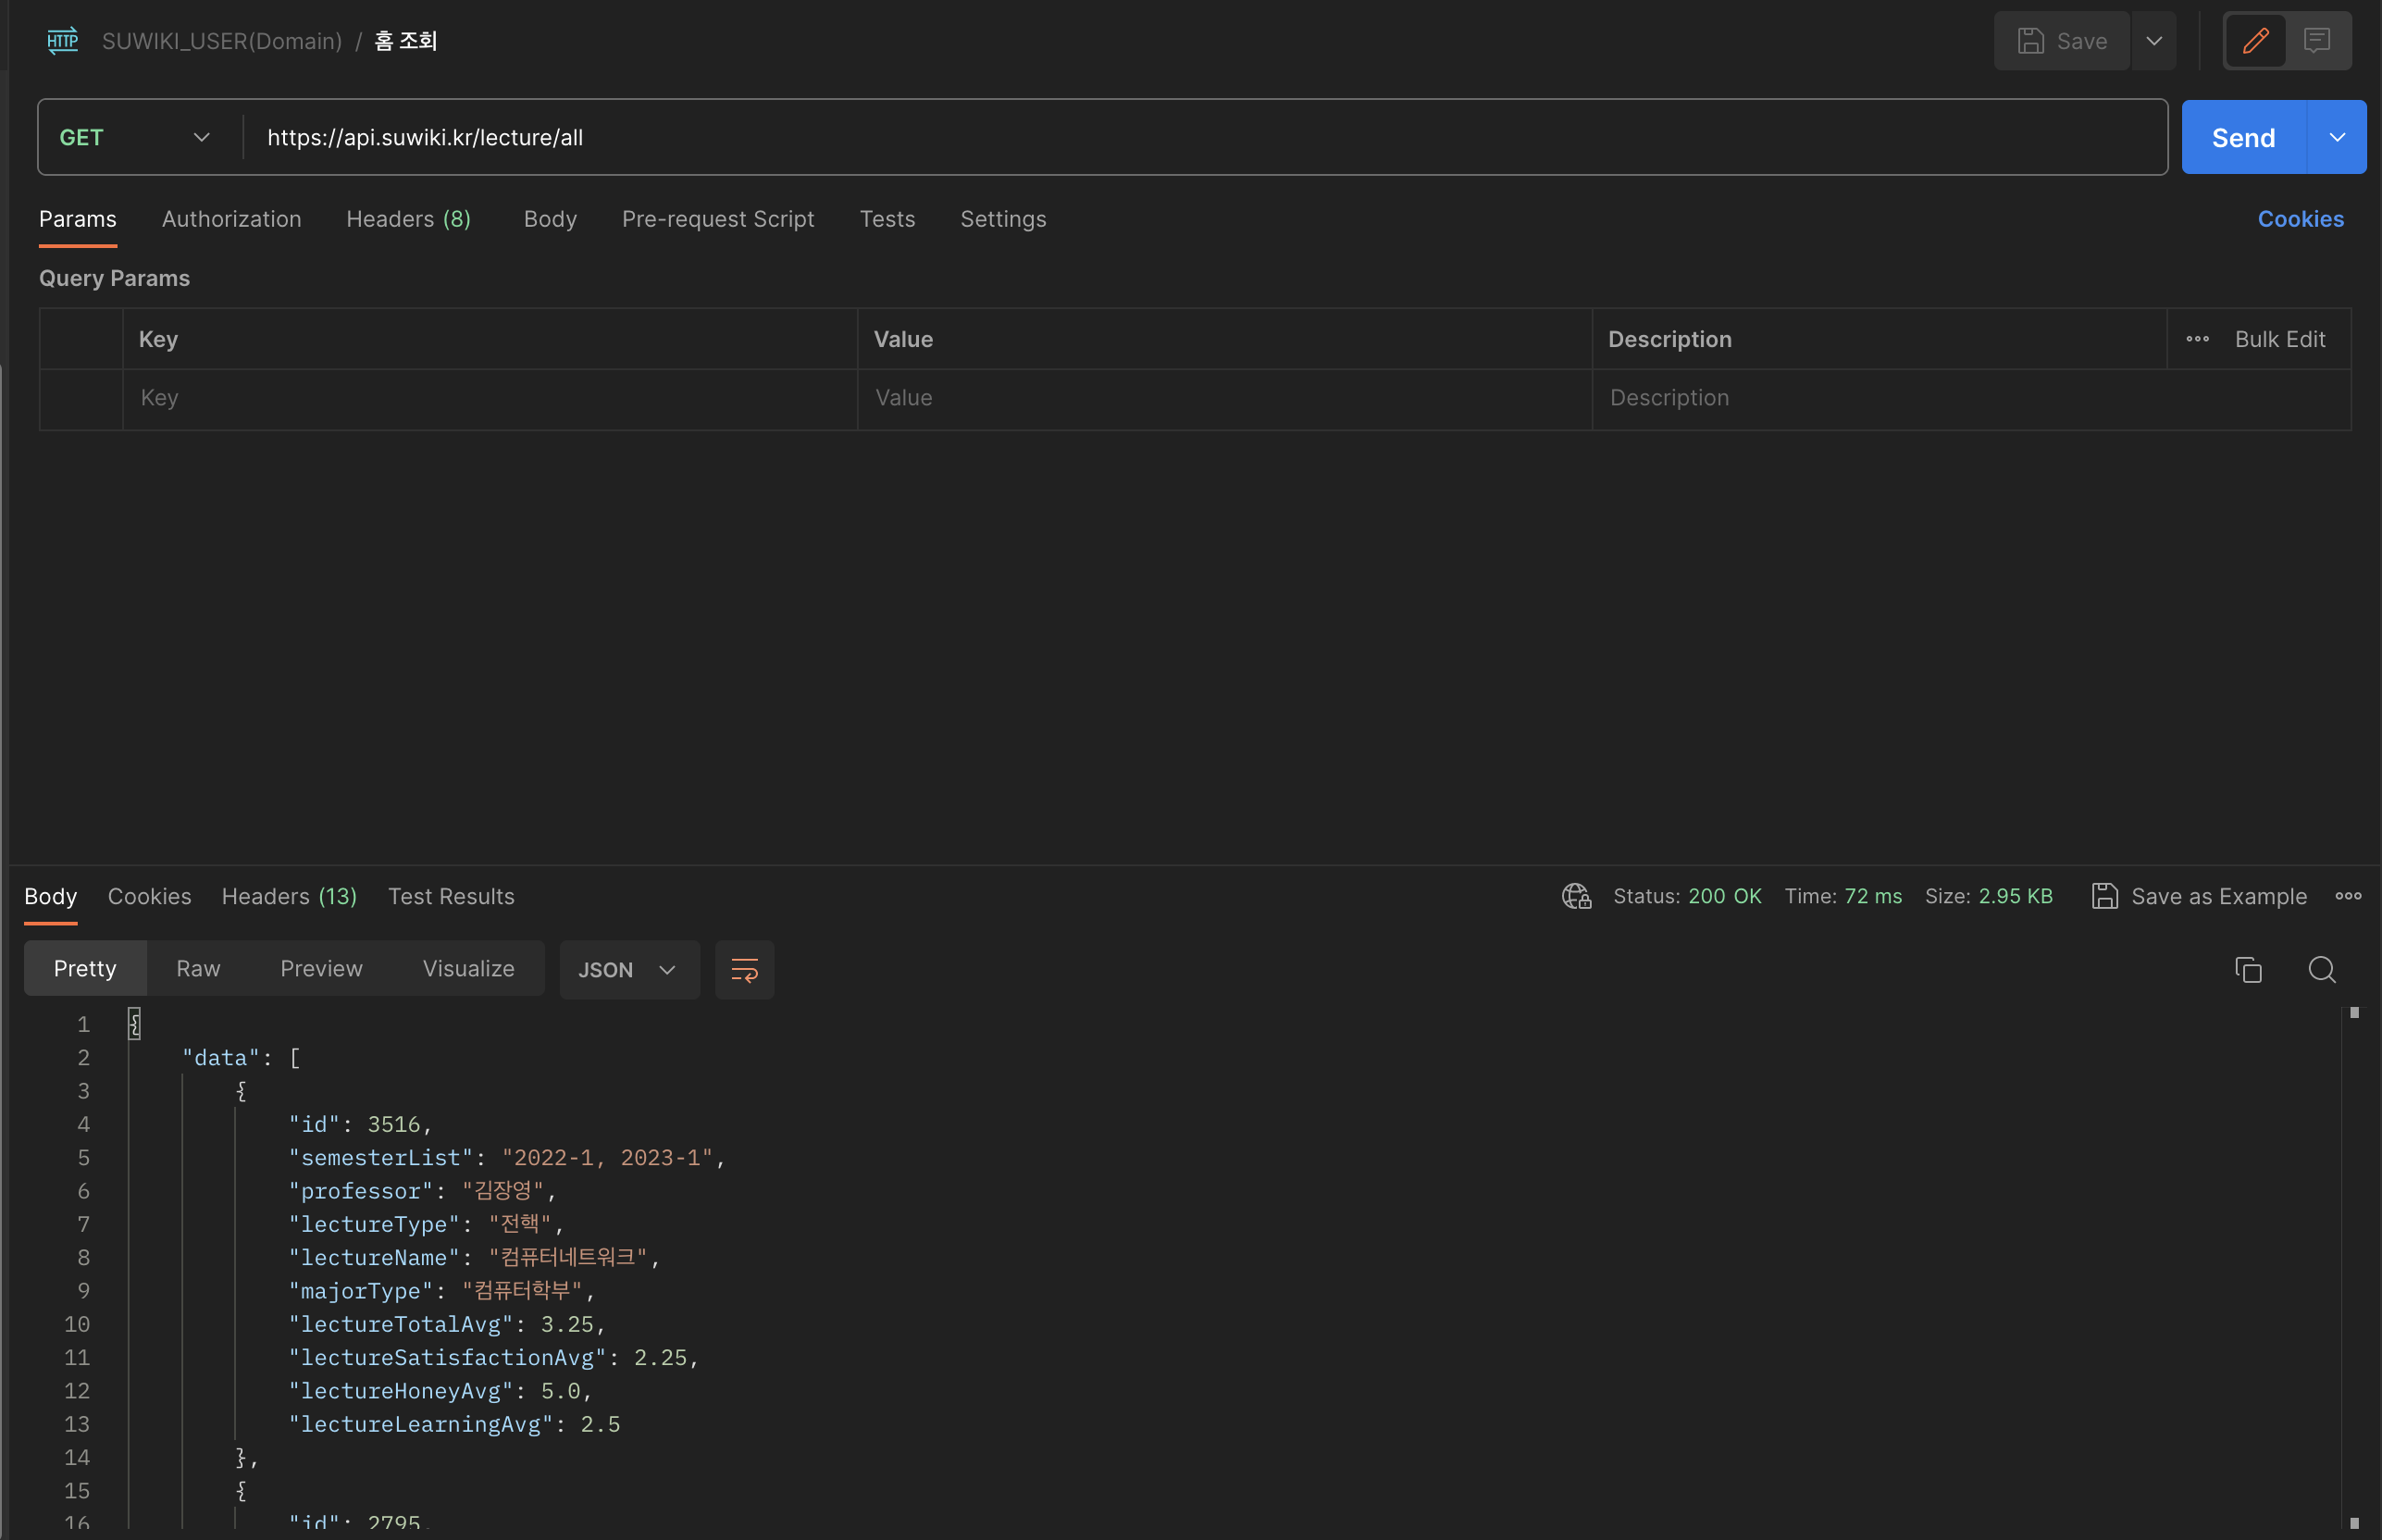 HTTP SUWIKI_USER(Domain) / 홈 조회 Save
GET https://api.suwiki.kr/lecture/all Send
Params Authorization Headers (8) Body Pre-request Script Tests Settings Cookies
Query Params
Key Value Description Bulk Edit
Key Value Description
Body Cookies Headers (13) Test Results Status: 200 OK Time: 72 ms Size: 2.95 KB Save as Example
Pretty Raw Preview Visualize JSON
1 {
2 "data": [
3 {
4 "id": 3516,
5 "semesterList": "2022-1, 2023-1",
6 "professor": "김장영",
7 "lectureType": "전핵",
8 "lectureName": "컴퓨터네트워크",
9 "majorType": "컴퓨터학부",
10 "lectureTotalAvg": 3.25,
11 "lectureSatisfactionAvg": 2.25,
12 "lectureHoneyAvg": 5.0,
13 "lectureLearningAvg": 2.5
14 },
15 {
16 "id": 2795,